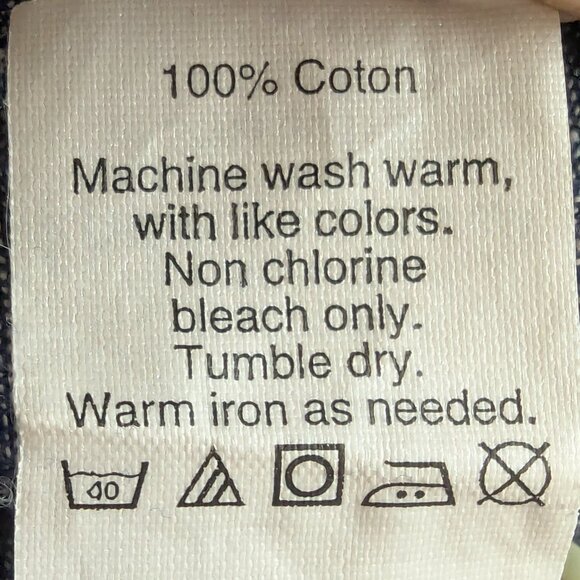 100% Coton
Machine wash warm,
with like colors.
Non chlorine
bleach only.
Tumble dry.
Warm iron as needed.
40